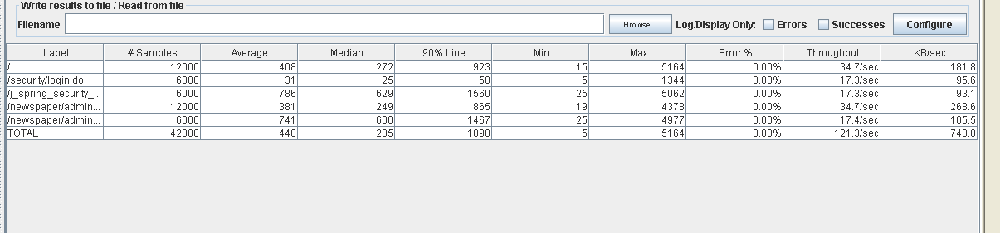 Write results to file / Read from file
Filename Browse... Log/Display Only: Errors Successes Configure
Label # Samples Average Median 90% Line Min Max Error % Throughput KB/sec
/ 12000 408 272 923 15 5164 0.00% 34.7/sec 181.8
/security/login.do 6000 31 25 50 5 1344 0.00% 17.3/sec 95.6
/j_spring_security_... 6000 786 629 1560 25 5062 0.00% 17.3/sec 93.1
/newspaper/admin... 12000 381 249 865 19 4378 0.00% 34.7/sec 268.6
/newspaper/admin... 6000 741 600 1467 25 4977 0.00% 17.4/sec 105.5
TOTAL 42000 448 285 1090 5 5164 0.00% 121.3/sec 743.8